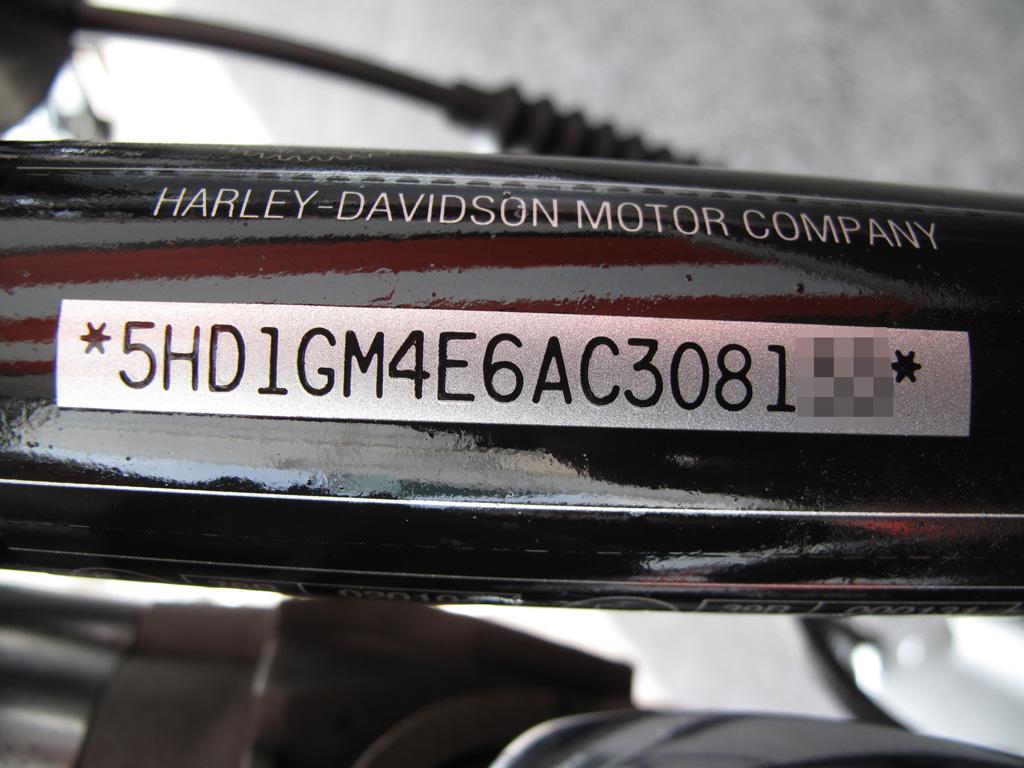 HARLEY-DAVIDSON MOTOR COMPANY
*5HD1GM4E6AC3081 *